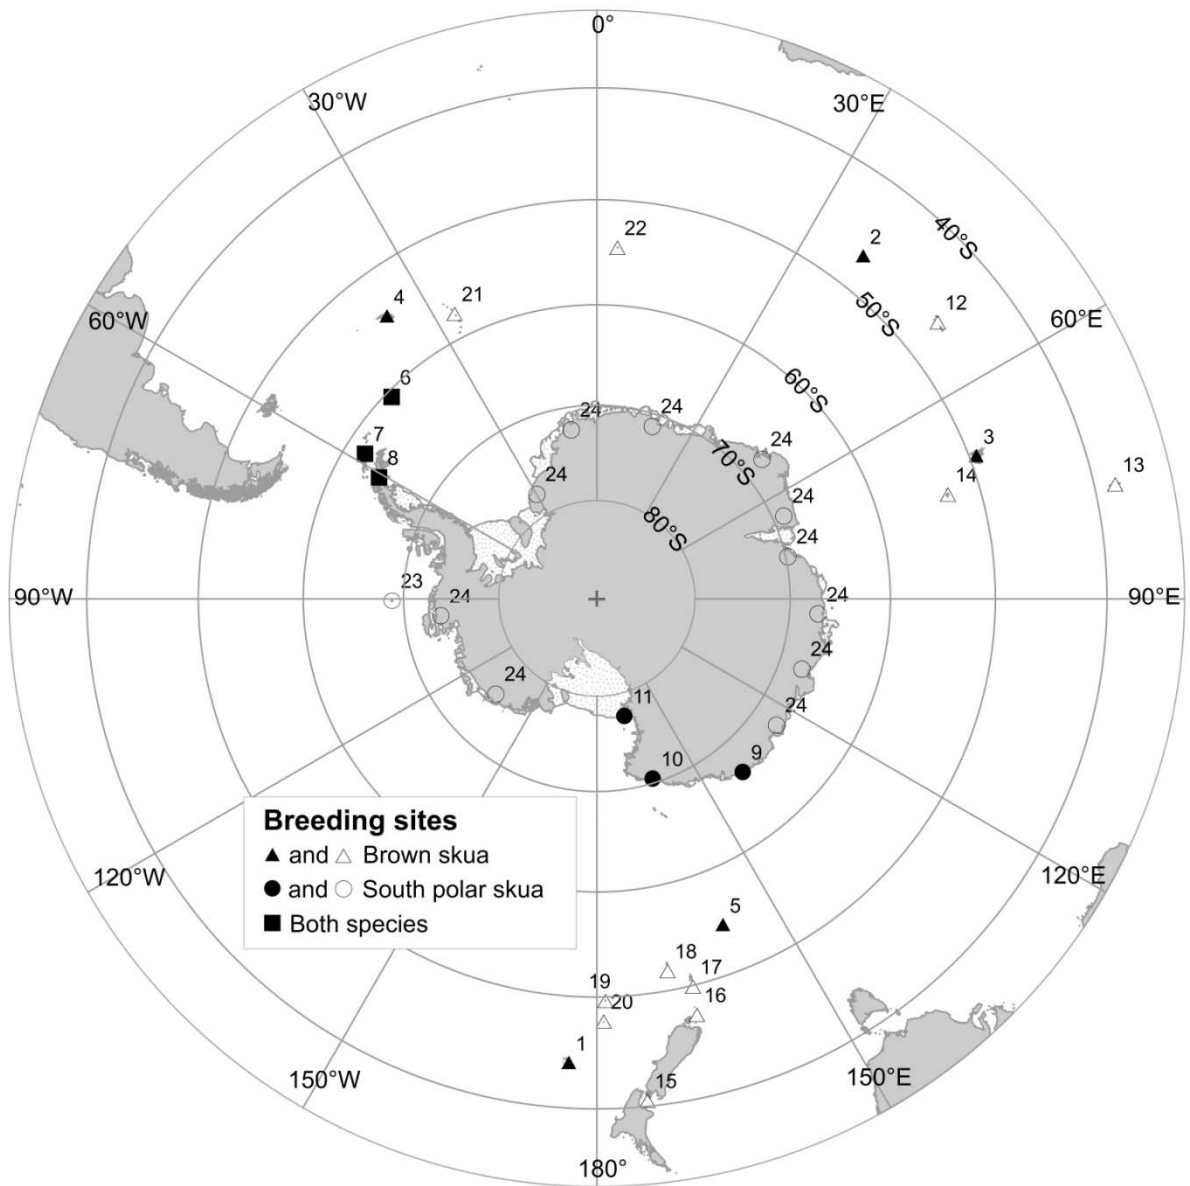 0°
30°W
30°E
22
2
40°S
4
21
50°S
12
60°W
60°E
6
60°S
24
24
7
24
3
8
70°S
14
13
24
24
80°S
24
23
24
24
90°W
90°E
24
24
11
24
10
9
Breeding sites
▲ and △ Brown skua
● and ○ South polar skua
■ Both species
120°W
120°E
5
18
17
19
20
16
1
150°W
15
150°E
180°